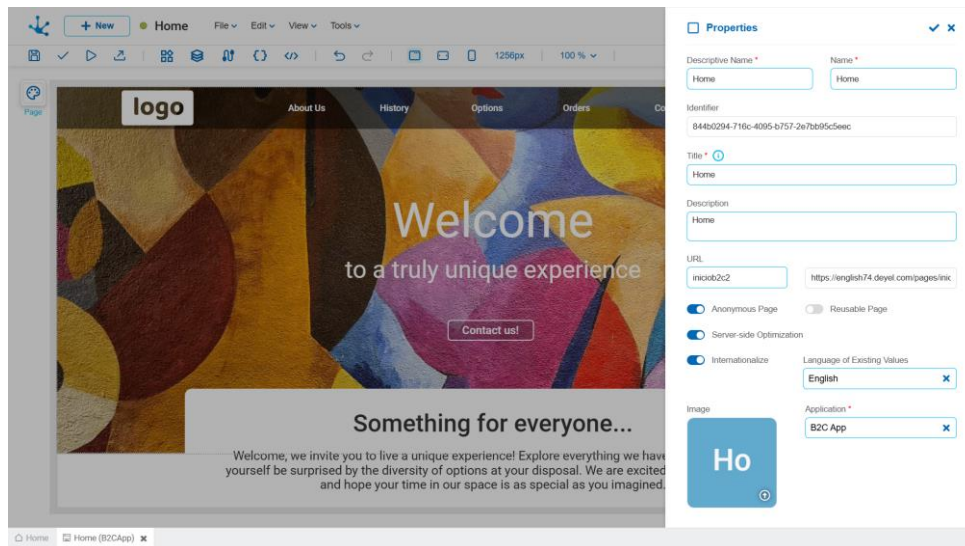 + New
Home
File
Edit
View
Tools
1256px
100 %
Page
logo
About Us
History
Options
Orders
Co
Welcome
to a truly unique experience
Contact us!
Something for everyone...
Welcome, we invite you to live a unique experience! Explore everything we have
yourself be surprised by the diversity of options at your disposal. We are excited
and hope your time in our space is as special as you imagined.
Properties
Descriptive Name *
Name *
Home
Home
Identifier
844b0294-716c-4095-b757-2e7bb95c5eec
Title *
Home
Description
Home
URL
iniciob2c2
https://english74.deyel.com/pages/inic
Anonymous Page
Reusable Page
Server-side Optimization
Internationalize
Language of Existing Values
English
Image
Application *
B2C App
Ho
Home
Home (B2CApp)